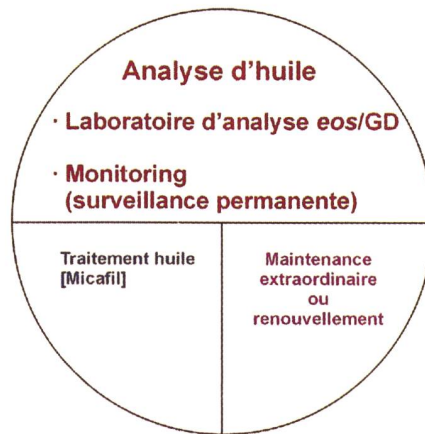 Analyse d'huile
· Laboratoire d'analyse eos/GD
· Monitoring
(surveillance permanente)
Traitement huile
[Micafil]
Maintenance
extraordinaire
ou
renouvellement